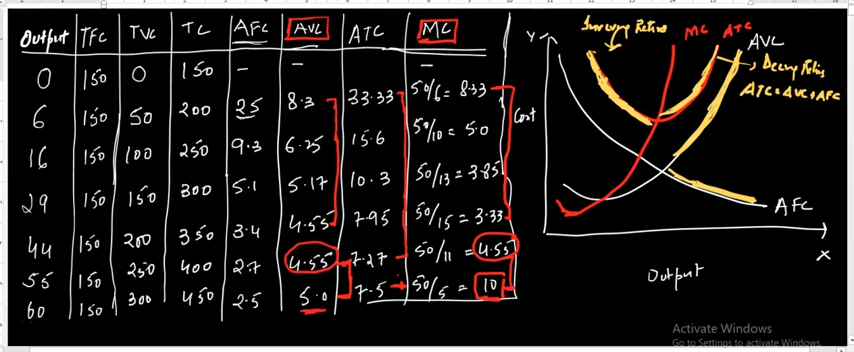 Output TFC TVC TC AFC AVC ATC MC
0 150 0 150 - - -
6 150 50 200 25 8.3 33.33 50/6 = 8.33
16 150 100 250 9.3 6.25 15.6 50/10 = 5.0
29 150 150 300 5.1 5.17 10.3 50/13 = 3.85
44 150 200 350 3.4 4.55 7.95 50/15 = 3.33
55 150 250 400 2.7 4.55 7.27 50/11 = 4.55
60 150 300 450 2.5 5.0 7.5 50/5 = 10
Cost
Y
MC ATC
AVC
ATC = AVC + AFC
AFC
X
Output
Activate Windows
Go to Settings to activate Windows.